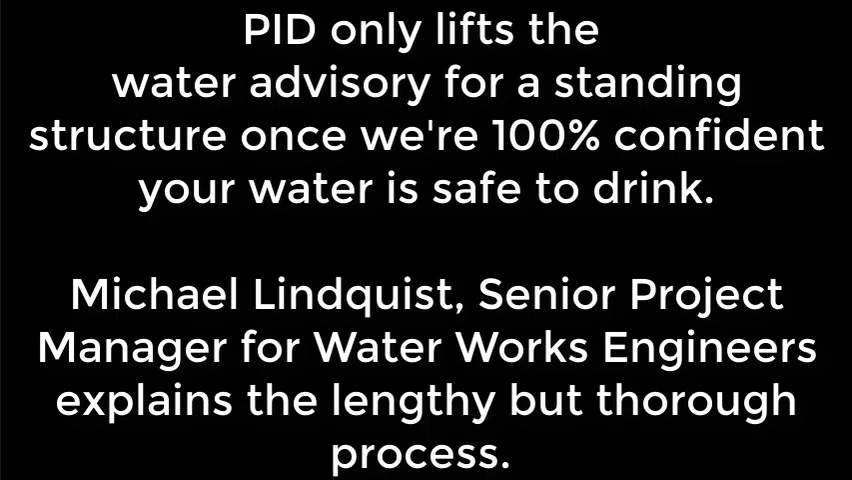 PID only lifts the
water advisory for a standing
structure once we're 100% confident
your water is safe to drink.
Michael Lindquist, Senior Project
Manager for Water Works Engineers
explains the lengthy but thorough
process.